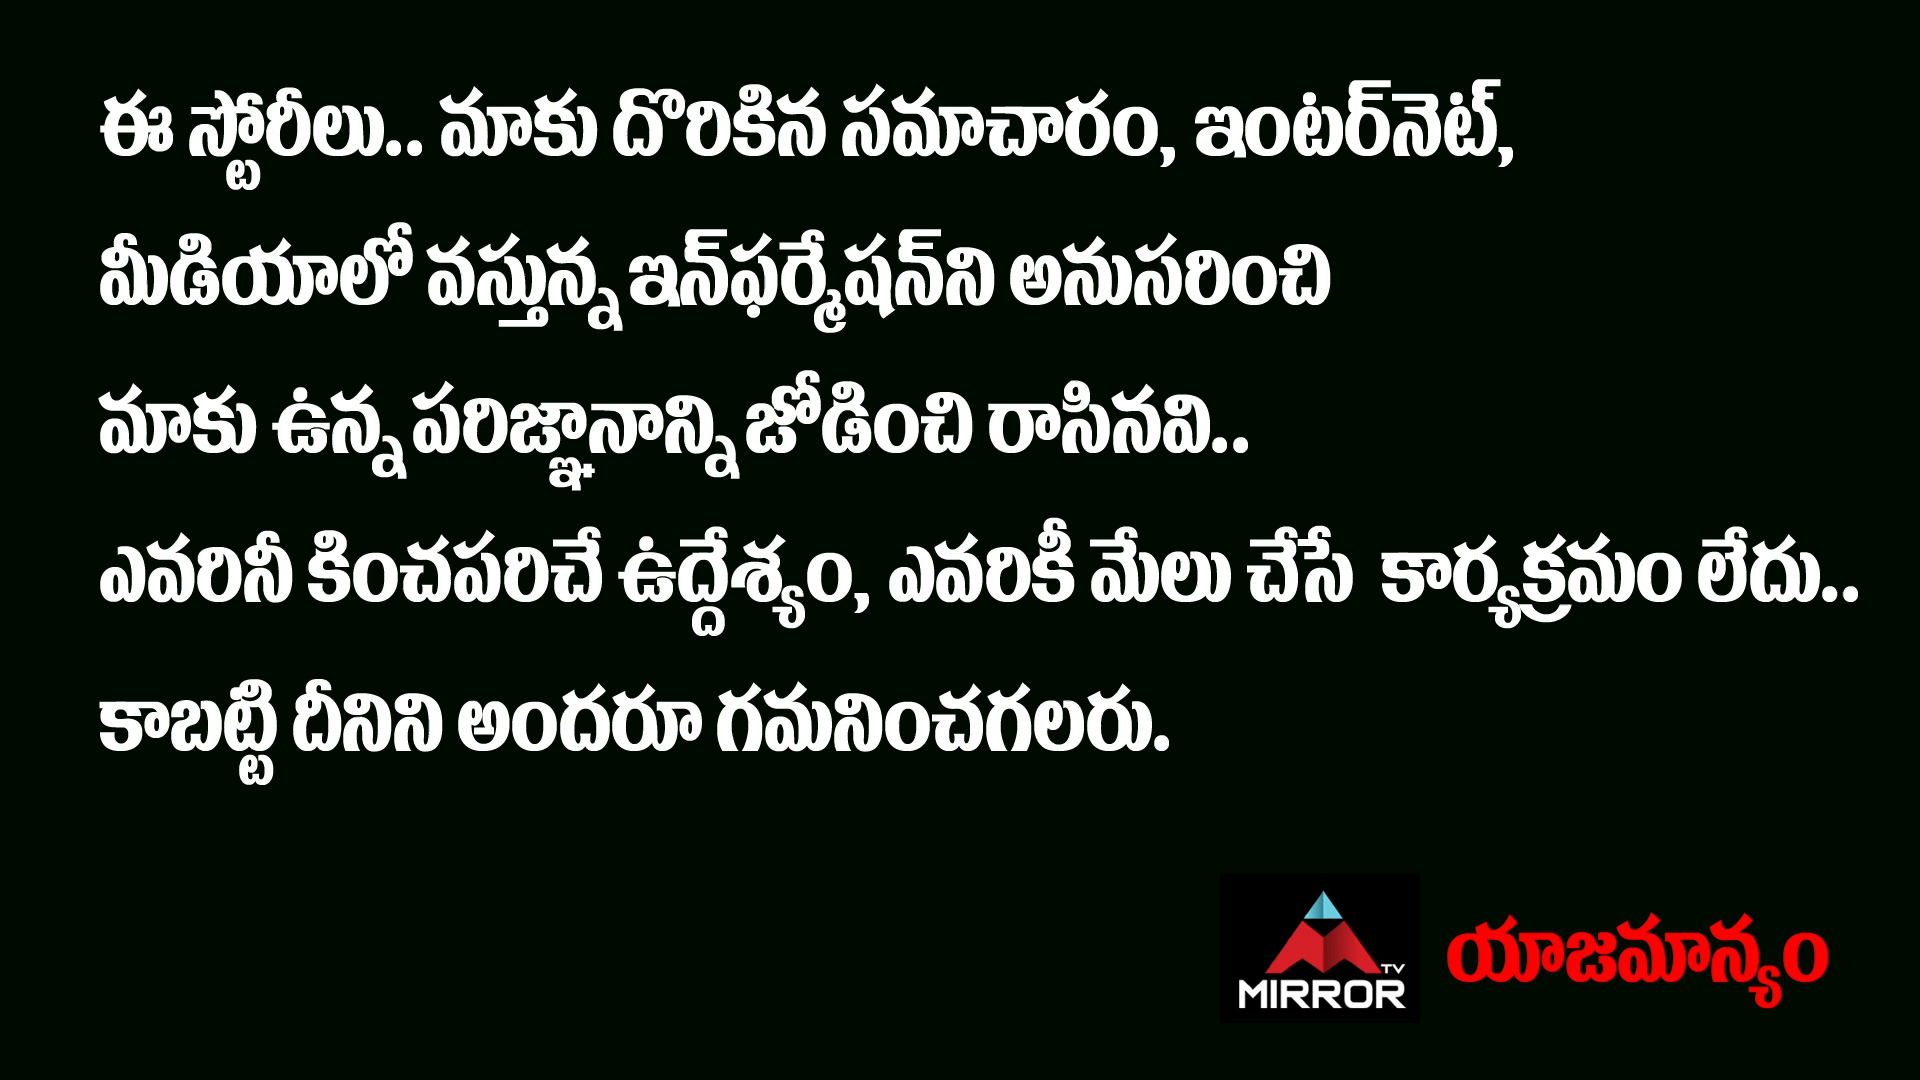 ఈ స్టోరీలు.. మాకు దొరికిన సమాచారం, ఇంటర్‌నెట్,
మీడియాలో వస్తున్న ఇన్‌ఫర్మేషన్‌ని అనుసరించి
మాకు ఉన్న పరిజ్ఞానాన్ని జోడించి రాసినవి..
ఎవరినీ కించపరిచే ఉద్దేశ్యం, ఎవరికీ మేలు చేసే కార్యక్రమం లేదు..
కాబట్టి దీనిని అందరూ గమనించగలరు.
TV
MIRROR
యాజమాన్యం